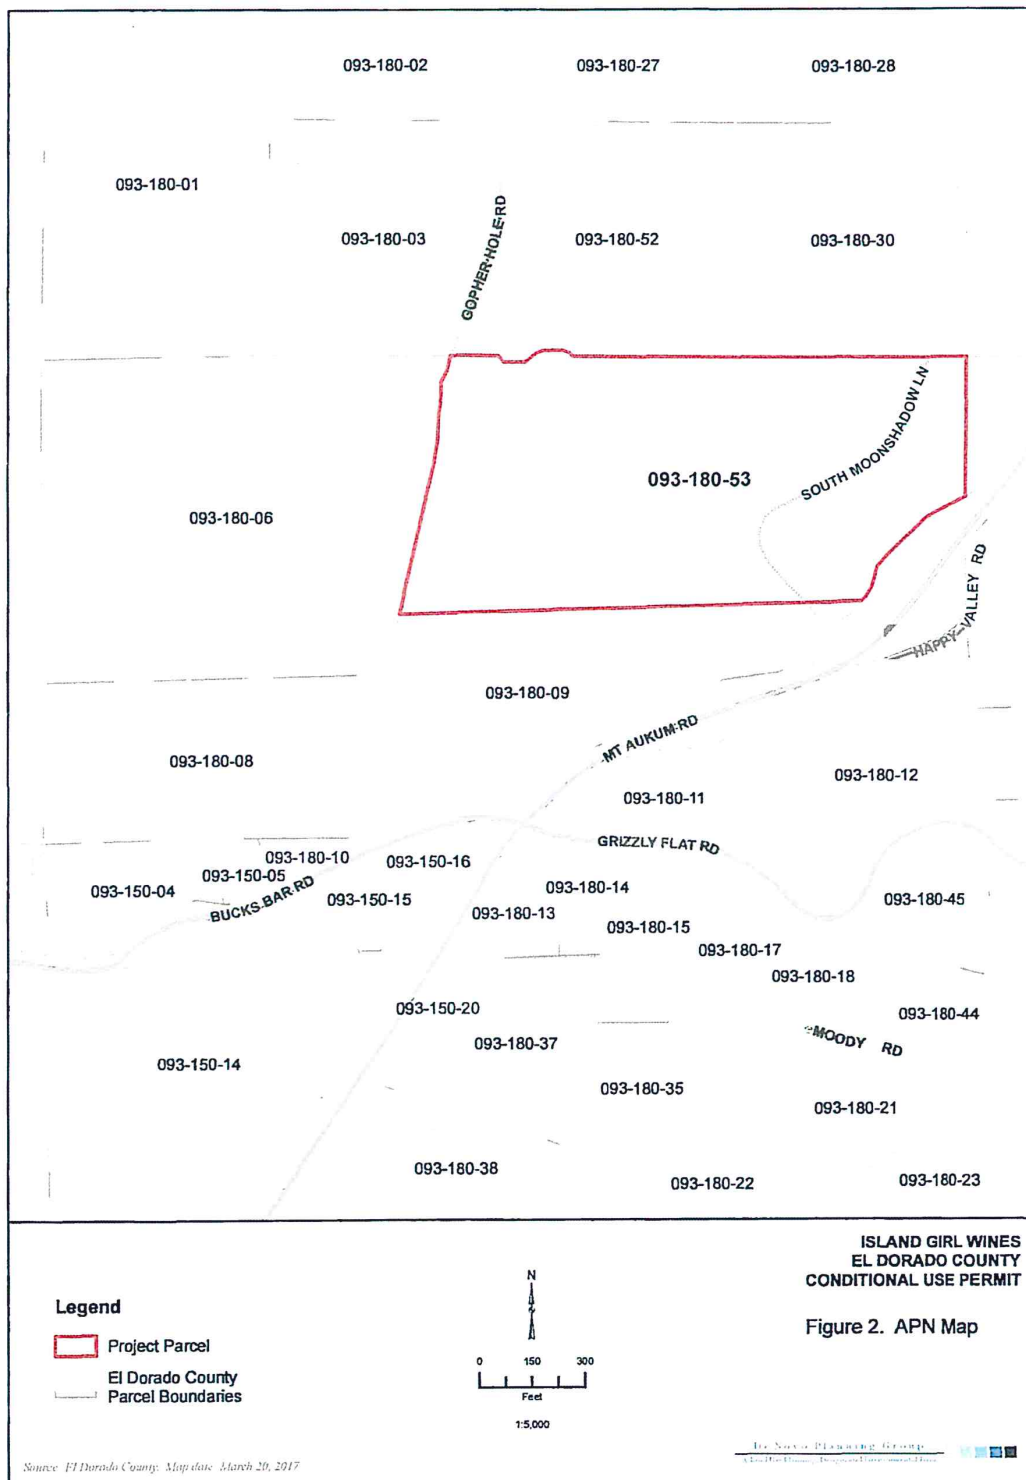 093-180-02
093-180-27
093-180-28
093-180-01
093-180-03
GOPHER HOLE RD
093-180-52
093-180-30
093-180-53
SOUTH MOONSHADOW LN
093-180-06
HAPPY VALLEY RD
093-180-09
MT AUKUM RD
093-180-08
093-180-12
093-180-11
GRIZZLY FLAT RD
093-180-10
093-150-16
093-150-05
093-150-04
BUCKS BAR RD
093-150-15
093-180-14
093-180-13
093-180-45
093-180-15
093-180-17
093-180-18
093-150-20
093-180-44
093-180-37
MOODY RD
093-150-14
093-180-35
093-180-21
093-180-38
093-180-22
093-180-23
ISLAND GIRL WINES
EL DORADO COUNTY
CONDITIONAL USE PERMIT
Figure 2. APN Map
Legend
Project Parcel
El Dorado County
Parcel Boundaries
N
0 150 300
Feet
1:5,000
Source: El Dorado County. Map date: March 20, 2017
De Novo Planning Group